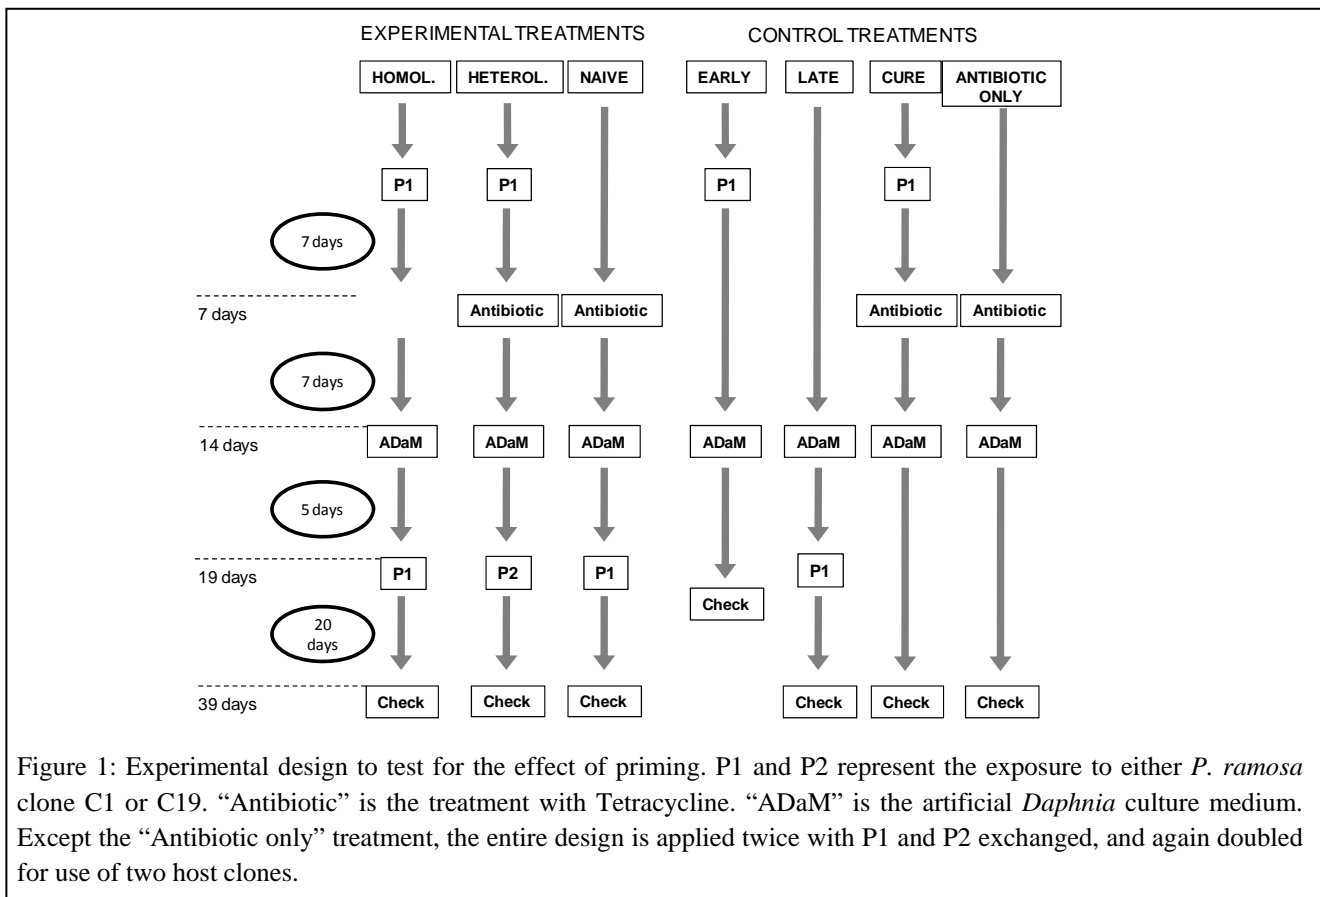 EXPERIMENTAL TREATMENTS CONTROL TREATMENTS
HOMOL. HETEROL. NAIVE EARLY LATE CURE ANTIBIOTIC
ONLY
P1 P1 P1 P1
7 days
7 days Antibiotic Antibiotic Antibiotic Antibiotic
7 days
14 days ADaM ADaM ADaM ADaM ADaM ADaM ADaM
5 days
19 days P1 P2 P1 P1
Check
20
days
39 days Check Check Check Check Check Check
Figure 1: Experimental design to test for the effect of priming. P1 and P2 represent the exposure to either P. ramosa
clone C1 or C19. “Antibiotic” is the treatment with Tetracycline. “ADaM” is the artificial Daphnia culture medium.
Except the “Antibiotic only” treatment, the entire design is applied twice with P1 and P2 exchanged, and again doubled
for use of two host clones.